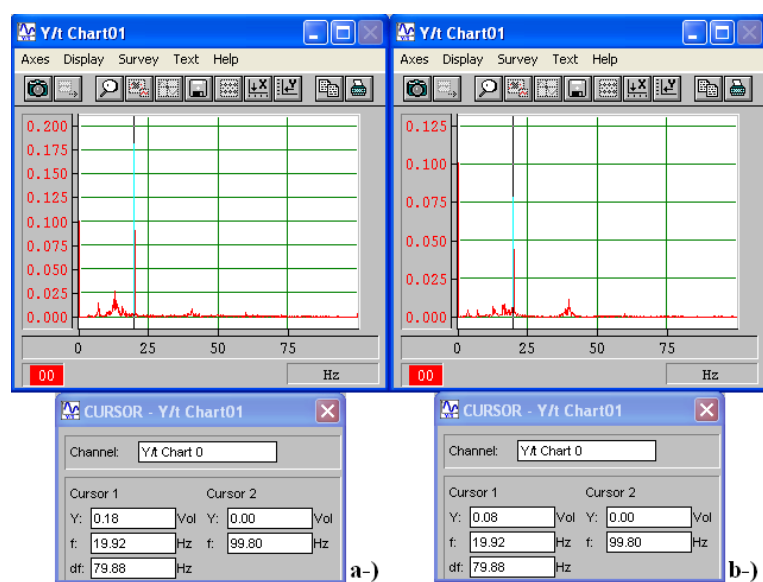 Y/t Chart01
Axes Display Survey Text Help
0.200
0.175
0.150
0.125
0.100
0.075
0.050
0.025
0.000
0 25 50 75
00 Hz
CURSOR - Y/t Chart01
Channel: Y/t Chart 0
Cursor 1 Cursor 2
Y: 0.18 Vol Y: 0.00 Vol
f: 19.92 Hz f: 99.80 Hz
df: 79.88 Hz
a-)
Y/t Chart01
Axes Display Survey Text Help
0.125
0.100
0.075
0.050
0.025
0.000
0 25 50 75
00 Hz
CURSOR - Y/t Chart01
Channel: Y/t Chart 0
Cursor 1 Cursor 2
Y: 0.08 Vol Y: 0.00 Vol
f: 19.92 Hz f: 99.80 Hz
df: 79.88 Hz
b-)